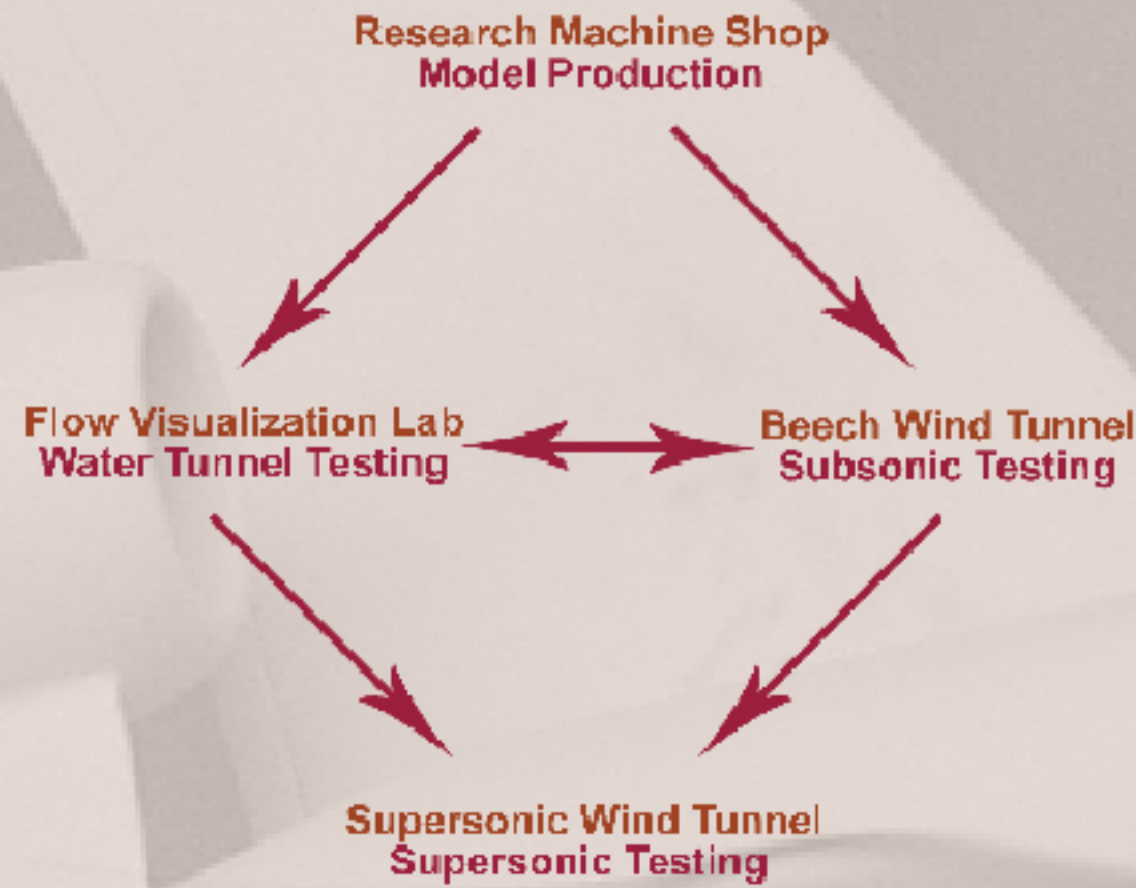 Research Machine Shop
Model Production
Flow Visualization Lab
Water Tunnel Testing
Beech Wind Tunnel
Subsonic Testing
Supersonic Wind Tunnel
Supersonic Testing